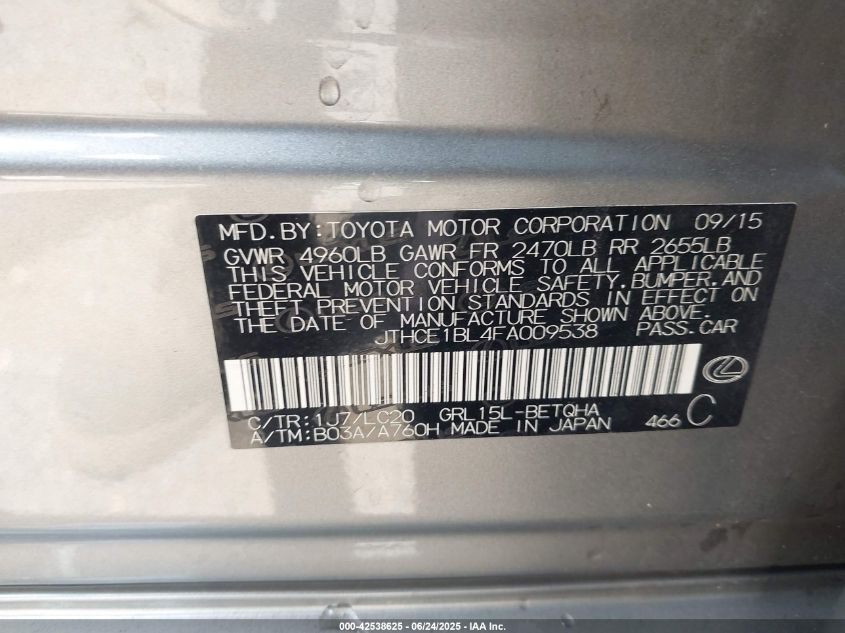 MFD.BY:TOYOTA MOTOR CORPORATION 09/15
GVWR 4960LB GAWR FR 2470LB RR 2655LB
THIS VEHICLE CONFORMS TO ALL APPLICABLE
FEDERAL MOTOR VEHICLE SAFETY,BUMPER,AND
THEFT PREVENTION STANDARDS IN EFFECT ON
THE DATE OF MANUFACTURE SHOWN ABOVE.
JTHCE1BL4FA009538 PASS.CAR
C/TR:1J7/LC20 GRL15L-BETQHA
A/TM:B03A/A760H MADE IN JAPAN 466 C
000-42538625 - 06/24/2025 - IAA Inc.